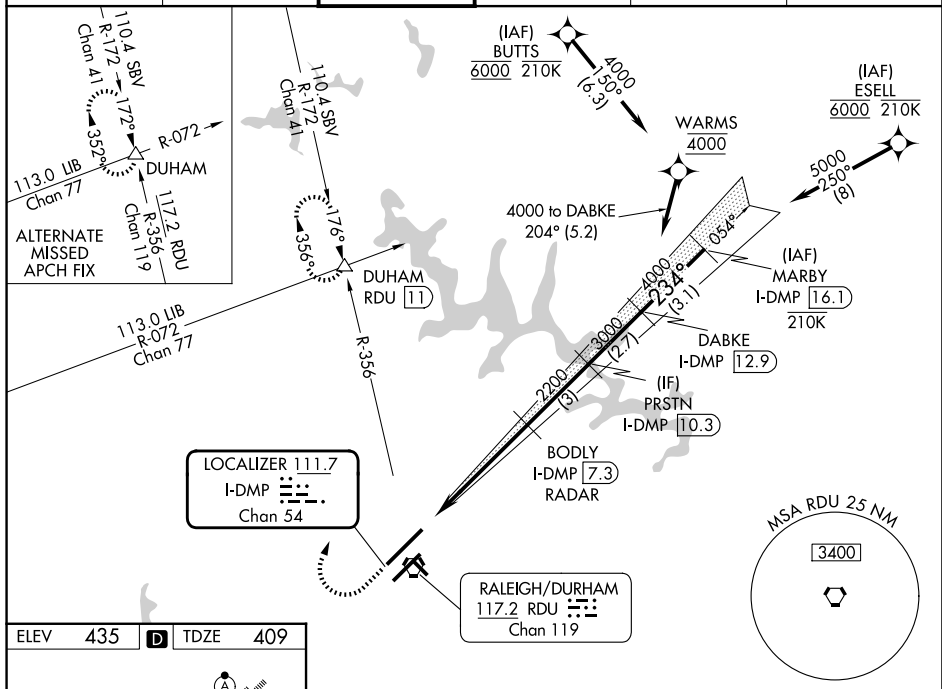 110.4 SBV
R-172
Chan 41
172°
352°
R-072
DUHAM
113.0 LIB
Chan 77
117.2 RDU
R-356
Chan 119
ALTERNATE
MISSED
APCH FIX
110.4 SBV
R-172
Chan 41
176°
356°
DUHAM
RDU 11
113.0 LIB
R-072
Chan 77
R-356
(IAF)
BUTTS
6000 210K
4000
150°
(6.3)
WARMS
4000
(IAF)
ESELL
6000 210K
5000
250°
(8)
4000 to DABKE
204° (5.2)
054°
(IAF)
MARBY
I-DMP 16.1
210K
4000
234°
(3.1)
DABKE
I-DMP 12.9
3000
(2.7)
(IF)
PRSTN
I-DMP 10.3
2200
(3)
BODLY
I-DMP 7.3
RADAR
LOCALIZER 111.7
I-DMP
Chan 54
RALEIGH/DURHAM
117.2 RDU
Chan 119
MSA RDU 25 NM
3400
ELEV 435 D TDZE 409
A